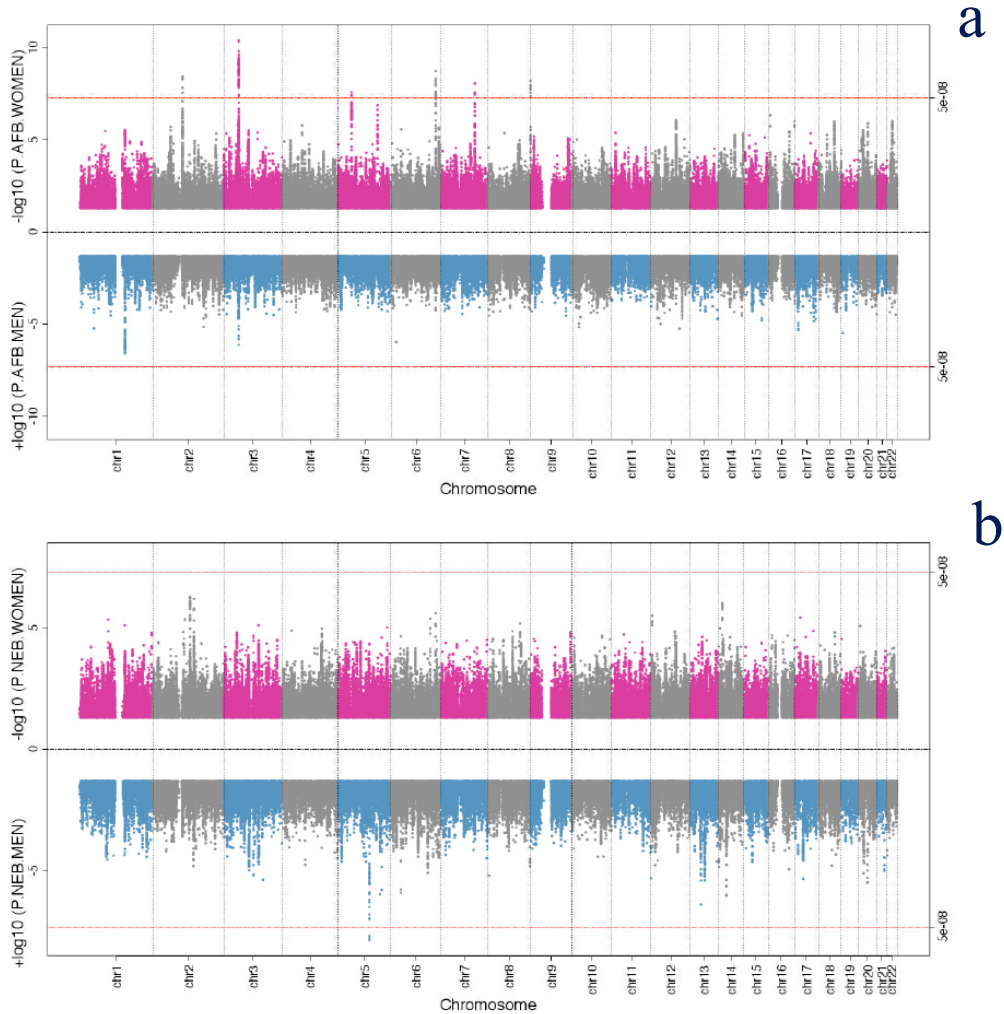 a
-log10 (P.AFB.WOMEN)
+log10 (P.AFB.MEN)
10
5
0
-5
-10
5e-08
5e-08
chr1 chr2 chr3 chr4 chr5 chr6 chr7 chr8 chr9 chr10 chr11 chr12 chr13 chr14 chr15 chr16 chr17 chr18 chr19 chr20 chr21 chr22
Chromosome
b
-log10 (P.NEB.WOMEN)
+log10 (P.NEB.MEN)
5
0
-5
5e-08
5e-08
chr1 chr2 chr3 chr4 chr5 chr6 chr7 chr8 chr9 chr10 chr11 chr12 chr13 chr14 chr15 chr16 chr17 chr18 chr19 chr20 chr21 chr22
Chromosome